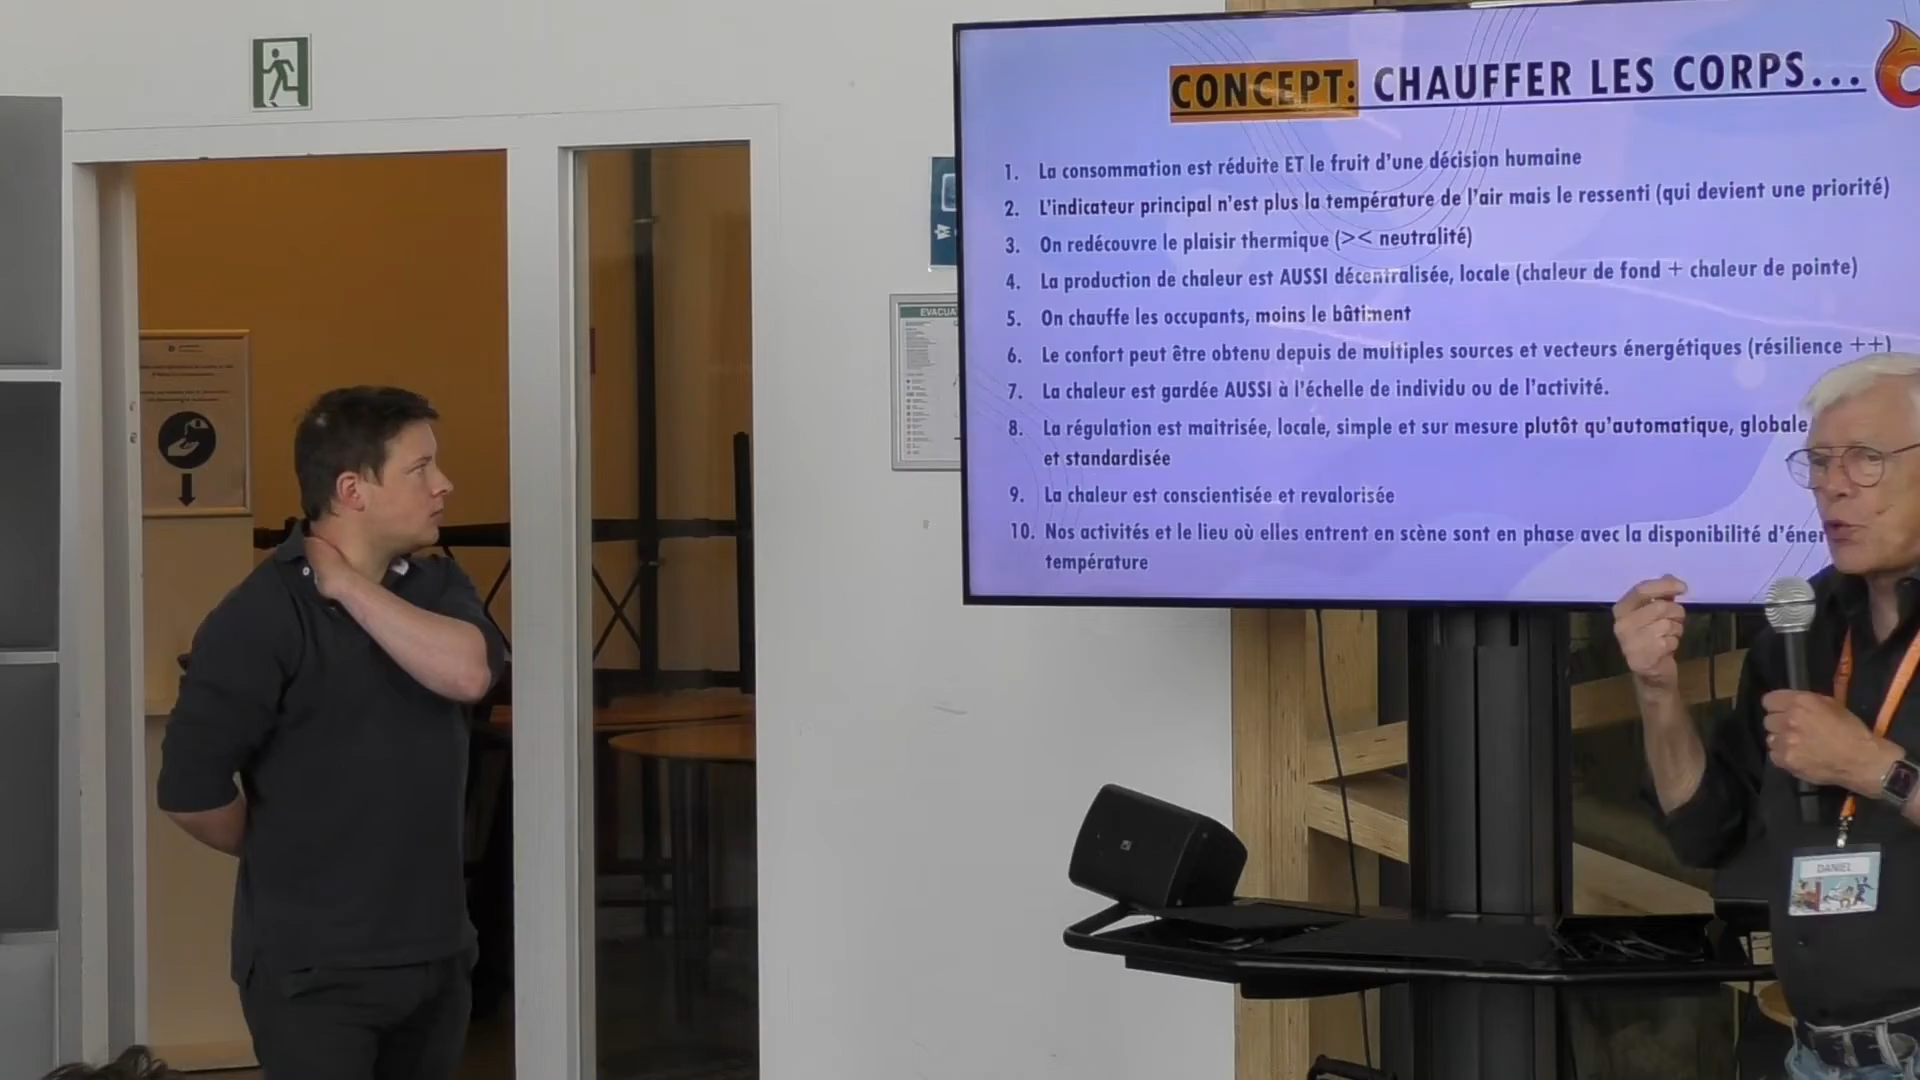 CONCEPT: CHAUFFER LES CORPS...
1. La consommation est réduite ET le fruit d'une décision humaine
2. L'indicateur principal n'est plus la température de l'air mais le ressenti (qui devient une priorité)
3. On redécouvre le plaisir thermique (>< neutralité)
4. La production de chaleur est AUSSI décentralisée, locale (chaleur de fond + chaleur de pointe)
5. On chauffe les occupants, moins le bâtiment
6. Le confort peut être obtenu depuis de multiples sources et vecteurs énergétiques (résilience ++)
7. La chaleur est gardée AUSSI à l'échelle de individu ou de l'activité.
8. La régulation est maitrisée, locale, simple et sur mesure plutôt qu'automatique, globale
et standardisée
9. La chaleur est conscientisée et revalorisée
10. Nos activités et le lieu où elles entrent en scène sont en phase avec la disponibilité d'éner
température
EVACUA
DANIEL